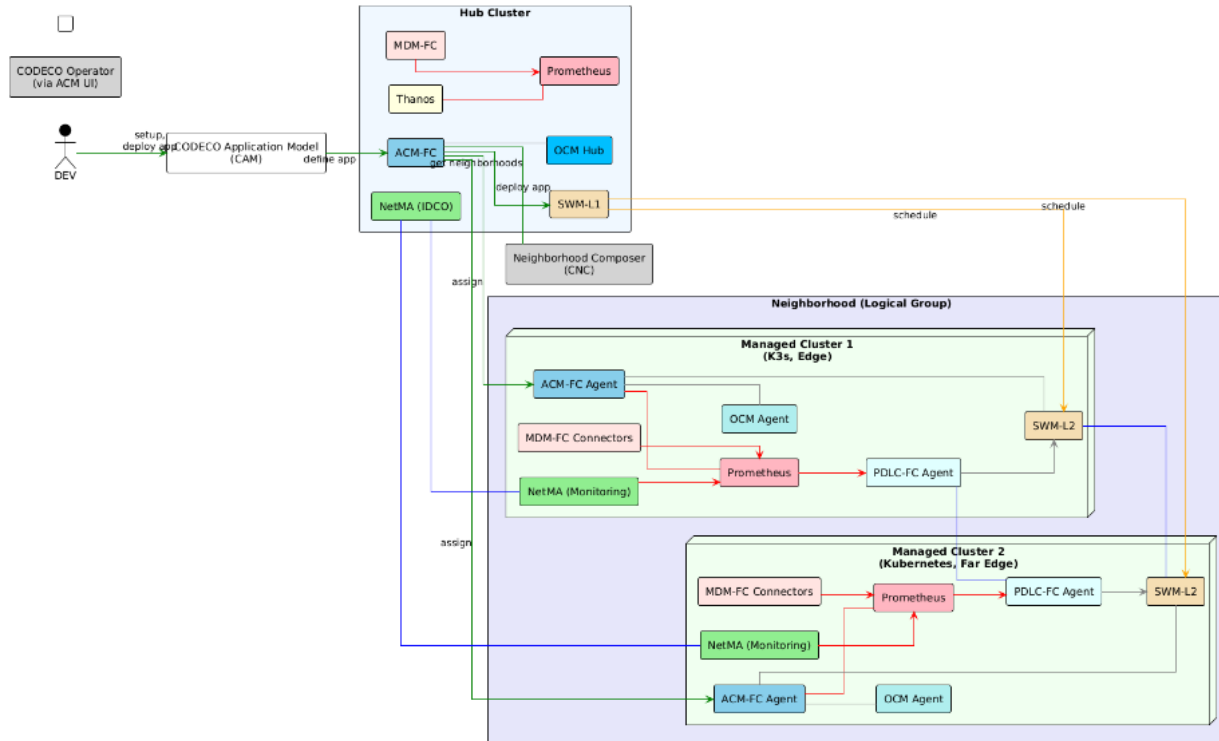 Hub Cluster
MDM-FC
CODECO Operator
(via ACM UI)
Prometheus
Thanos
setup,
deploy app
CODECO Application Model
(CAM)
define app
ACM-FC
OCM Hub
get neighborhoods
DEV
deploy app
NetMA (IDCO)
SWM-L1
schedule
schedule
Neighborhood Composer
(CNC)
assign
Neighborhood (Logical Group)
Managed Cluster 1
(K3s, Edge)
ACM-FC Agent
OCM Agent
SWM-L2
MDM-FC Connectors
Prometheus
PDLC-FC Agent
NetMA (Monitoring)
assign
Managed Cluster 2
(Kubernetes, Far Edge)
MDM-FC Connectors
Prometheus
PDLC-FC Agent
SWM-L2
NetMA (Monitoring)
ACM-FC Agent
OCM Agent